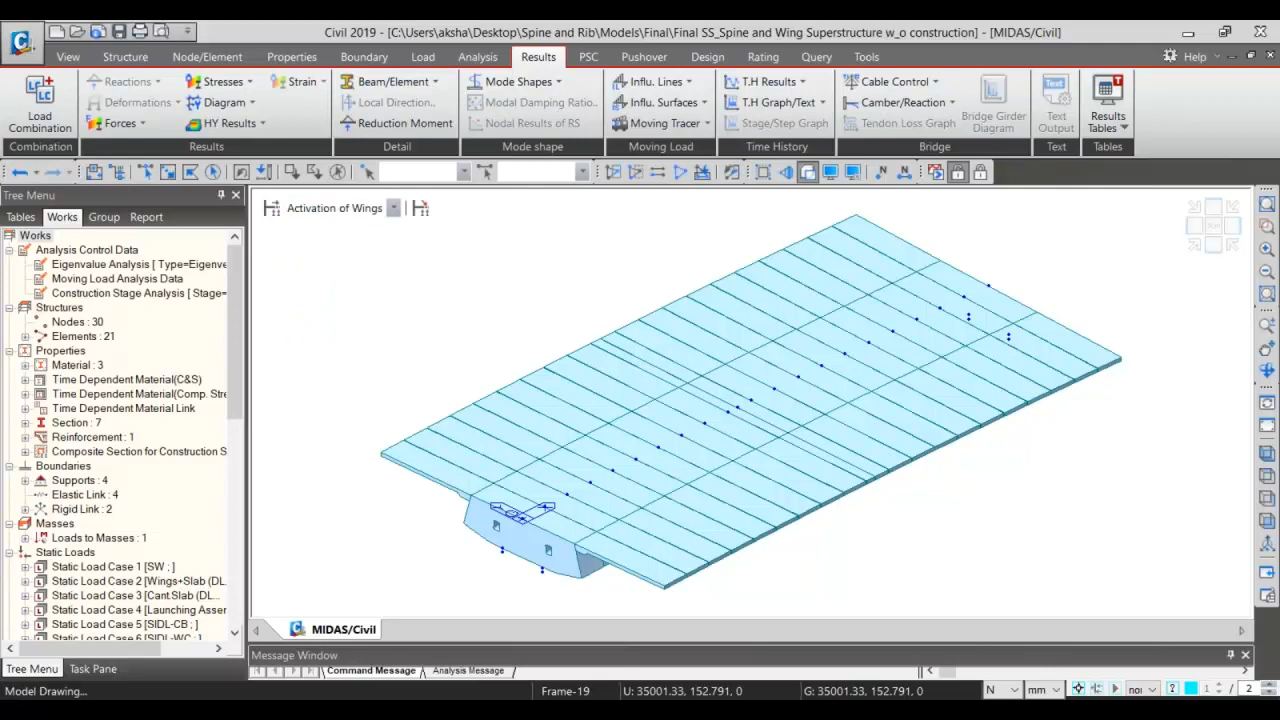 Civil 2019 - [C:\Users\aksha\Desktop\Spine and Rib\Models\Final\Final SS_Spine and Wing Superstructure w_o construction] - [MIDAS/Civil]
View Structure Node/Element Properties Boundary Load Analysis Results PSC Pushover Design Rating Query Tools Help
Load
Combination
Combination
Reactions
Deformations
Forces
Stresses
Diagram
HY Results
Strain
Results
Beam/Element
Local Direction..
Reduction Moment
Detail
Mode Shapes
Modal Damping Ratio..
Nodal Results of RS
Mode shape
Influ. Lines
Influ. Surfaces
Moving Tracer
Moving Load
T.H Results
T.H Graph/Text
Stage/Step Graph
Time History
Cable Control
Camber/Reaction
Tendon Loss Graph
Bridge Girder
Diagram
Bridge
Text
Output
Text
Results
Tables
Tables
Tree Menu
Tables Works Group Report
Works
Analysis Control Data
Eigenvalue Analysis [ Type=Eigenve
Moving Load Analysis Data
Construction Stage Analysis [ Stage=
Structures
Nodes : 30
Elements : 21
Properties
Material : 3
Time Dependent Material(C&S)
Time Dependent Material(Comp. Stre
Time Dependent Material Link
Section : 7
Reinforcement : 1
Composite Section for Construction S
Boundaries
Supports : 4
Elastic Link : 4
Rigid Link : 2
Masses
Loads to Masses : 1
Static Loads
Static Load Case 1 [SW ; ]
Static Load Case 2 [Wings+Slab (DL.
Static Load Case 3 [Cant.Slab (DL...
Static Load Case 4 [Launching Asser
Static Load Case 5 [SIDL-CB ; ]
Static Load Case 6 [SIDL-WC ; ]
Tree Menu Task Pane
Activation of Wings
MIDAS/Civil
Message Window
Command Message Analysis Message
Model Drawing... Frame-19 U: 35001.33, 152.791, 0 G: 35001.33, 152.791, 0 N mm nor 1 / 2